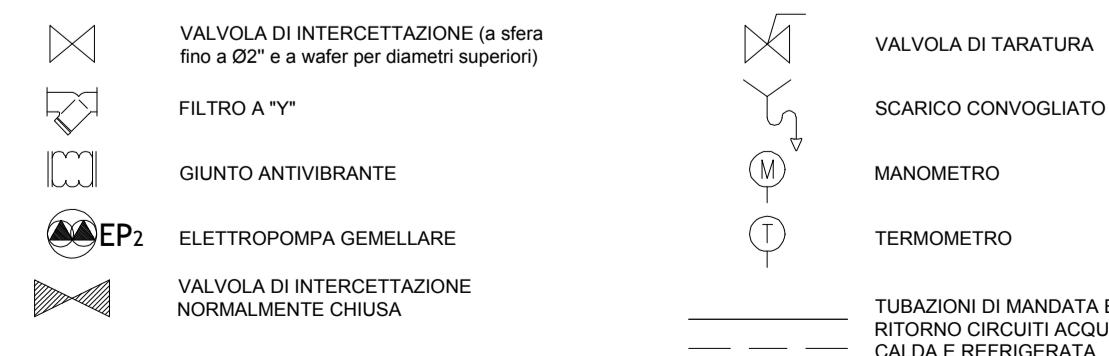 VALVOLA DI INTERCETTAZIONE (a sfera
fino a Ø2" e a wafer per diametri superiori)
FILTRO A "Y"
GIUNTO ANTIVIBRANTE
EP2
ELETTROPOMPA GEMELLARE
VALVOLA DI INTERCETTAZIONE
NORMALMENTE CHIUSA
VALVOLA DI TARATURA
SCARICO CONVOGLIATO
M
MANOMETRO
T
TERMOMETRO
TUBAZIONI DI MANDATA E
RITORNO CIRCUITI ACQU
CALDA E REFRIGERATA